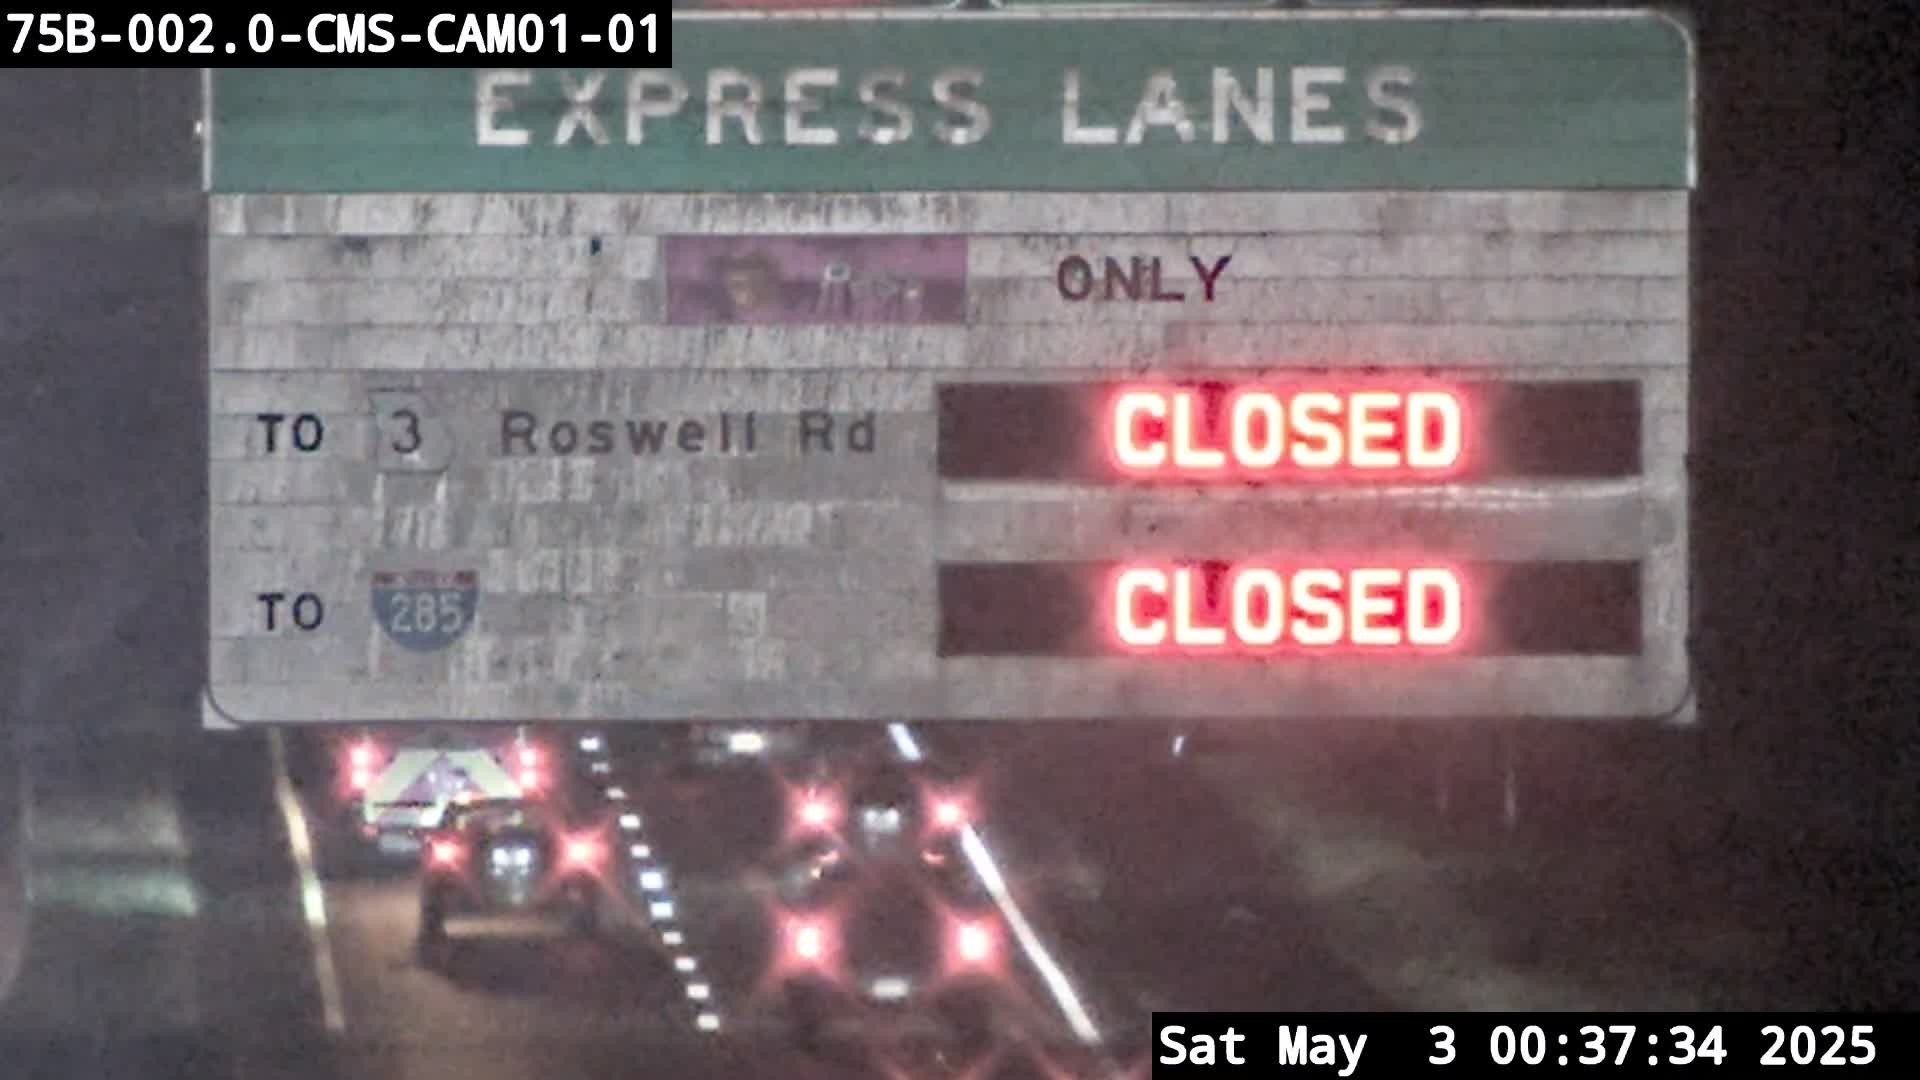 75B-002.0-CMS-CAM01-01
EXPRESS LANES
ONLY
TO 3 Roswell Rd CLOSED
TO 285 CLOSED
Sat May 3 00:37:34 2025